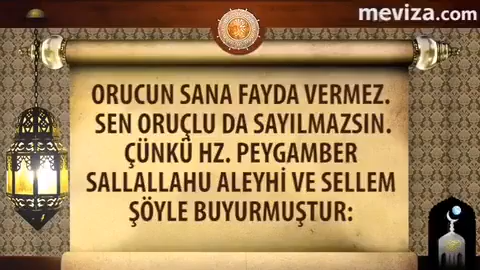 meviza.com
ORUCUN SANA FAYDA VERMEZ.
SEN ORUÇLU DA SAYILMAZSIN.
ÇÜNKÜ HZ. PEYGAMBER
SALLALLAHU ALEYHİ VE SELLEM
ŞÖYLE BUYURMUŞTUR: